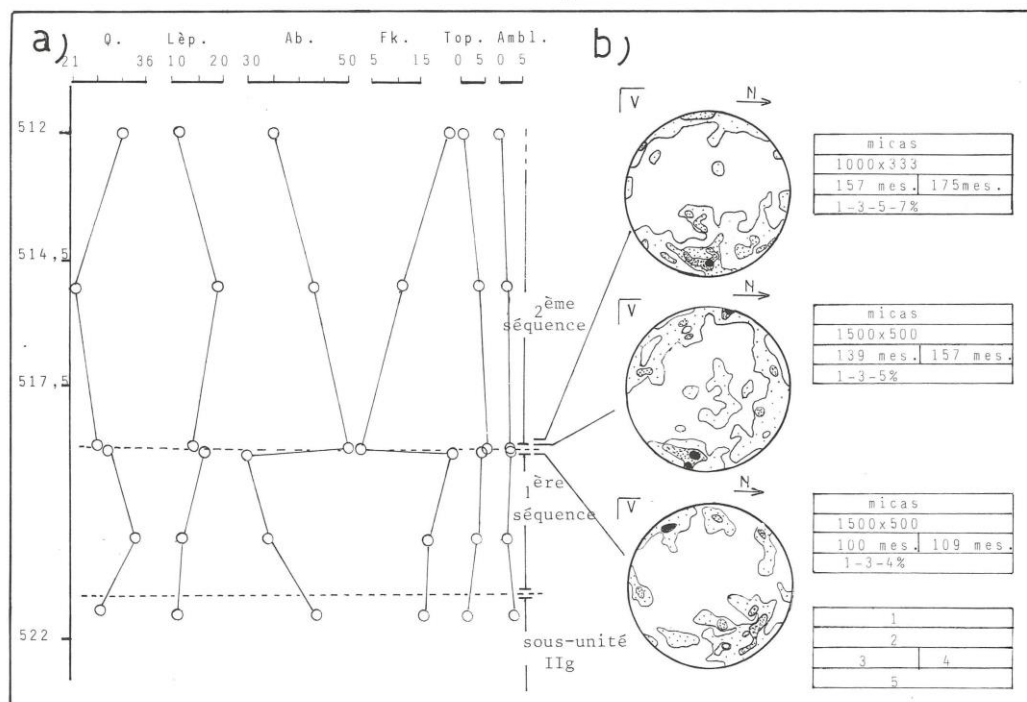 a)
Q. Lèp. Ab. Fk. Top. Ambl.
21 36 10 20 30 50 5 15 0 5 0 5
512
514,5
517,5
522
2ème
séquence
1ère
séquence
sous-unité
IIg
b)
V N
micas
1000x333
157 mes. 175mes.
1-3-5-7%
V N
micas
1500x500
139 mes. 157 mes.
1-3-5%
V N
micas
1500x500
100 mes. 109 mes.
1-3-4%
1
2
3 4
5